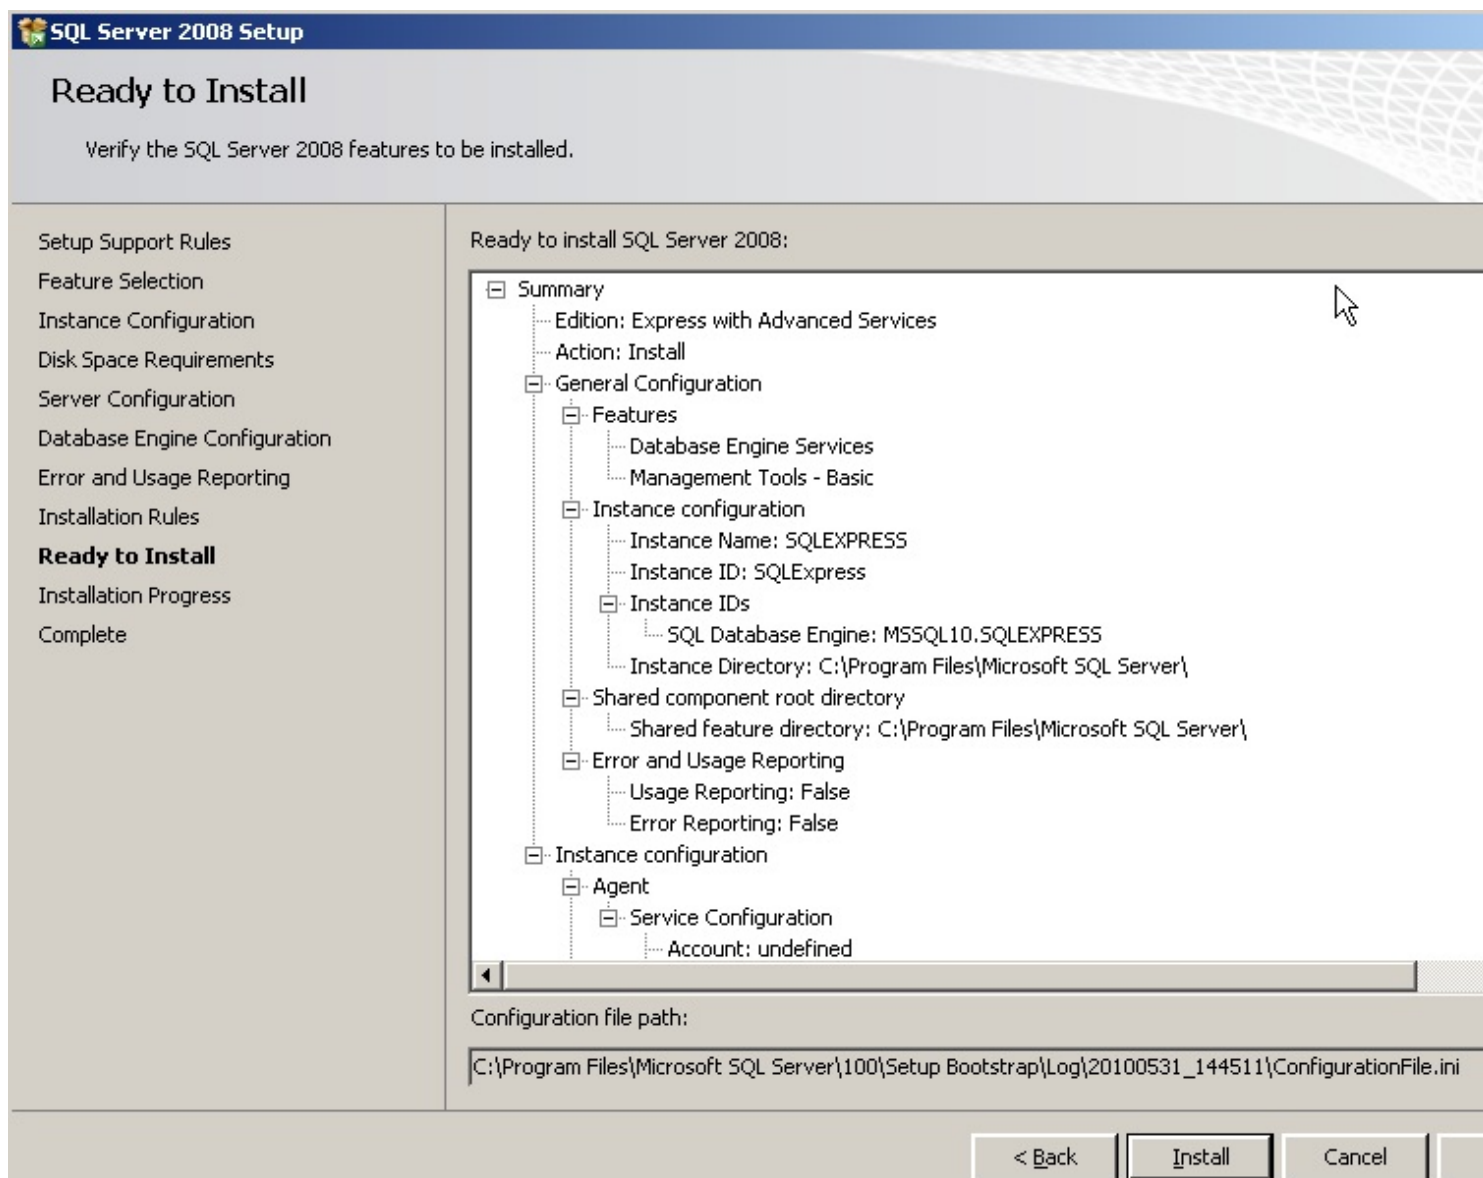 SQL Server 2008 Setup
Ready to Install
Verify the SQL Server 2008 features to be installed.
Setup Support Rules
Feature Selection
Instance Configuration
Disk Space Requirements
Server Configuration
Database Engine Configuration
Error and Usage Reporting
Installation Rules
Ready to Install
Installation Progress
Complete
Ready to install SQL Server 2008:
Summary
Edition: Express with Advanced Services
Action: Install
General Configuration
Features
Database Engine Services
Management Tools - Basic
Instance configuration
Instance Name: SQLEXPRESS
Instance ID: SQLExpress
Instance IDs
SQL Database Engine: MSSQL10.SQLEXPRESS
Instance Directory: C:\Program Files\Microsoft SQL Server\
Shared component root directory
Shared feature directory: C:\Program Files\Microsoft SQL Server\
Error and Usage Reporting
Usage Reporting: False
Error Reporting: False
Instance configuration
Agent
Service Configuration
Account: undefined
Configuration file path:
C:\Program Files\Microsoft SQL Server\100\Setup Bootstrap\Log\20100531_144511\ConfigurationFile.ini
< Back
Install
Cancel